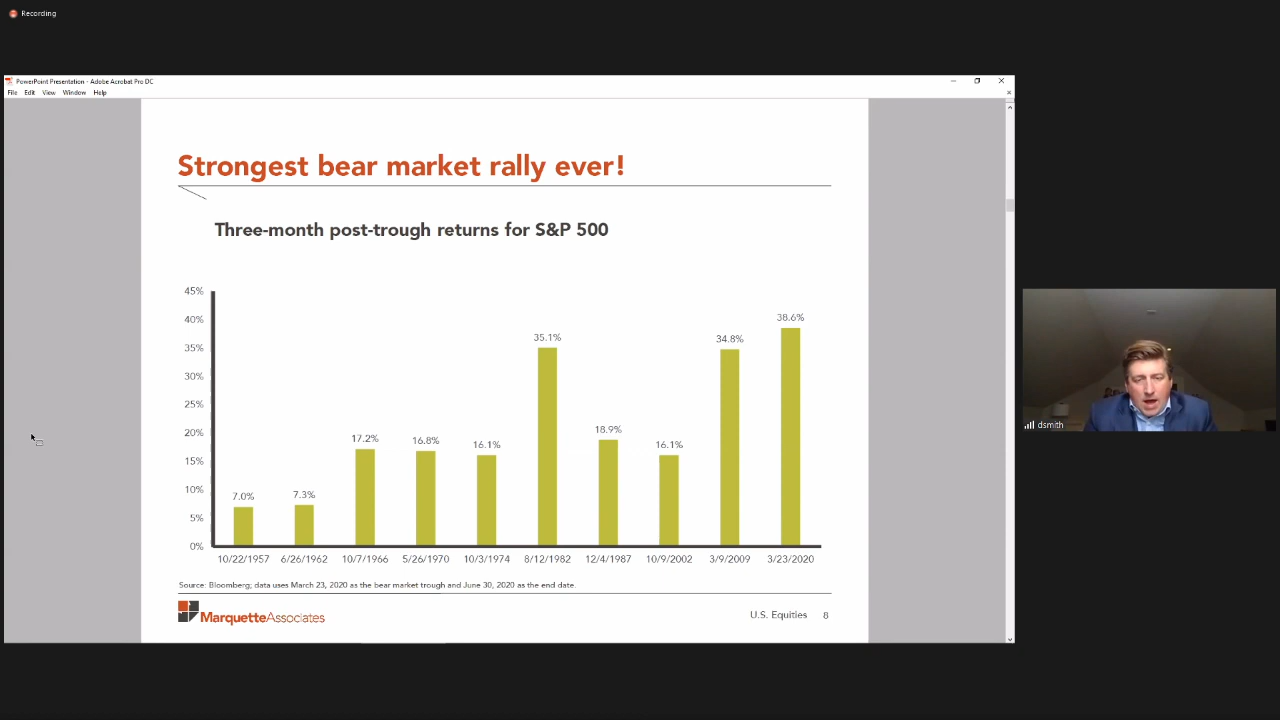 Recording
PowerPoint Presentation - Adobe Acrobat Pro DC
File Edit View Window Help
Strongest bear market rally ever!
Three-month post-trough returns for S&P 500
45%
40%
35%
30%
25%
20%
15%
10%
5%
0%
7.0%
7.3%
17.2%
16.8%
16.1%
35.1%
18.9%
16.1%
34.8%
38.6%
10/22/1957 6/26/1962 10/7/1966 5/26/1970 10/3/1974 8/12/1982 12/4/1987 10/9/2002 3/9/2009 3/23/2020
Source: Bloomberg; data uses March 23, 2020 as the bear market trough and June 30, 2020 as the end date.
MarquetteAssociates
U.S. Equities 8
dsmith